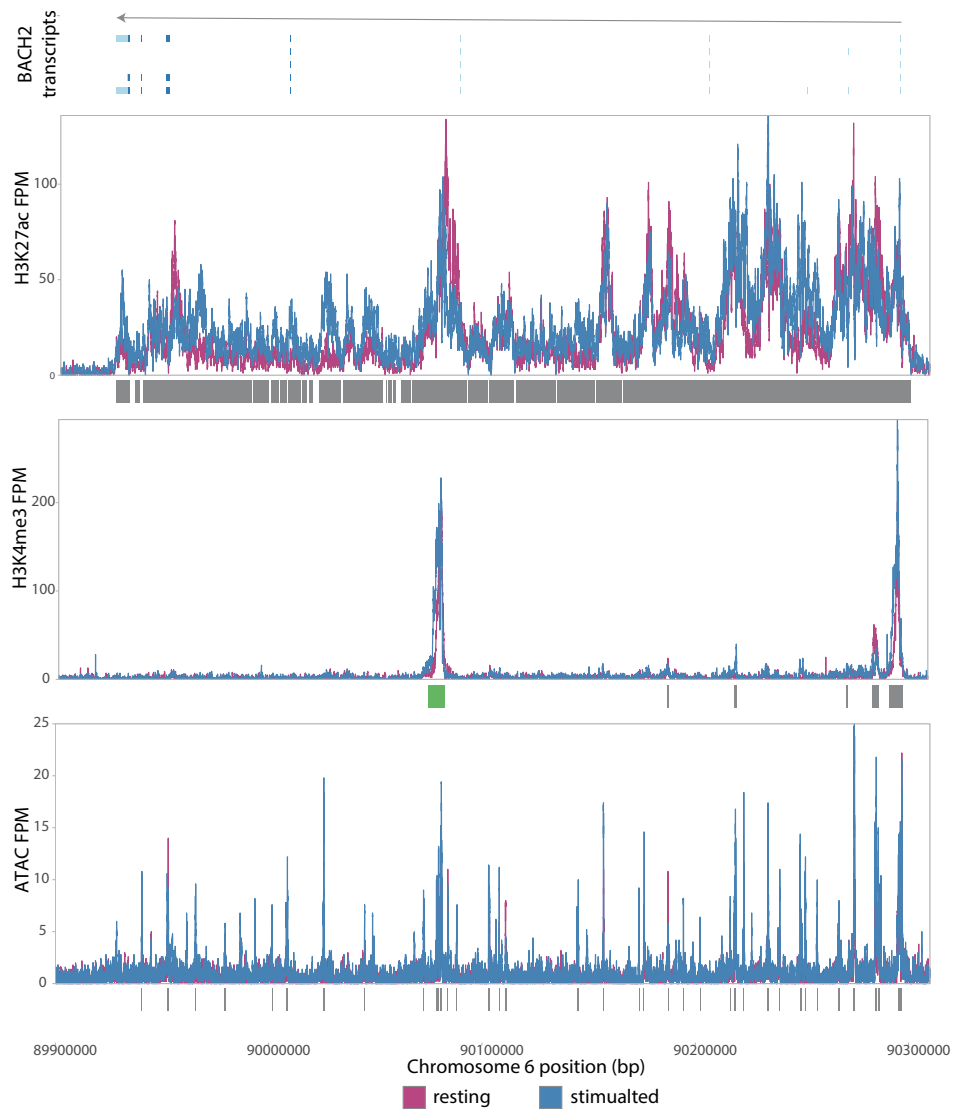 BACH2
transcripts
H3K27ac FPM
100
50
0
H3K4me3 FPM
200
100
0
ATAC FPM
25
20
15
10
5
0
89900000 90000000 90100000 90200000 90300000
Chromosome 6 position (bp)
resting stimualted